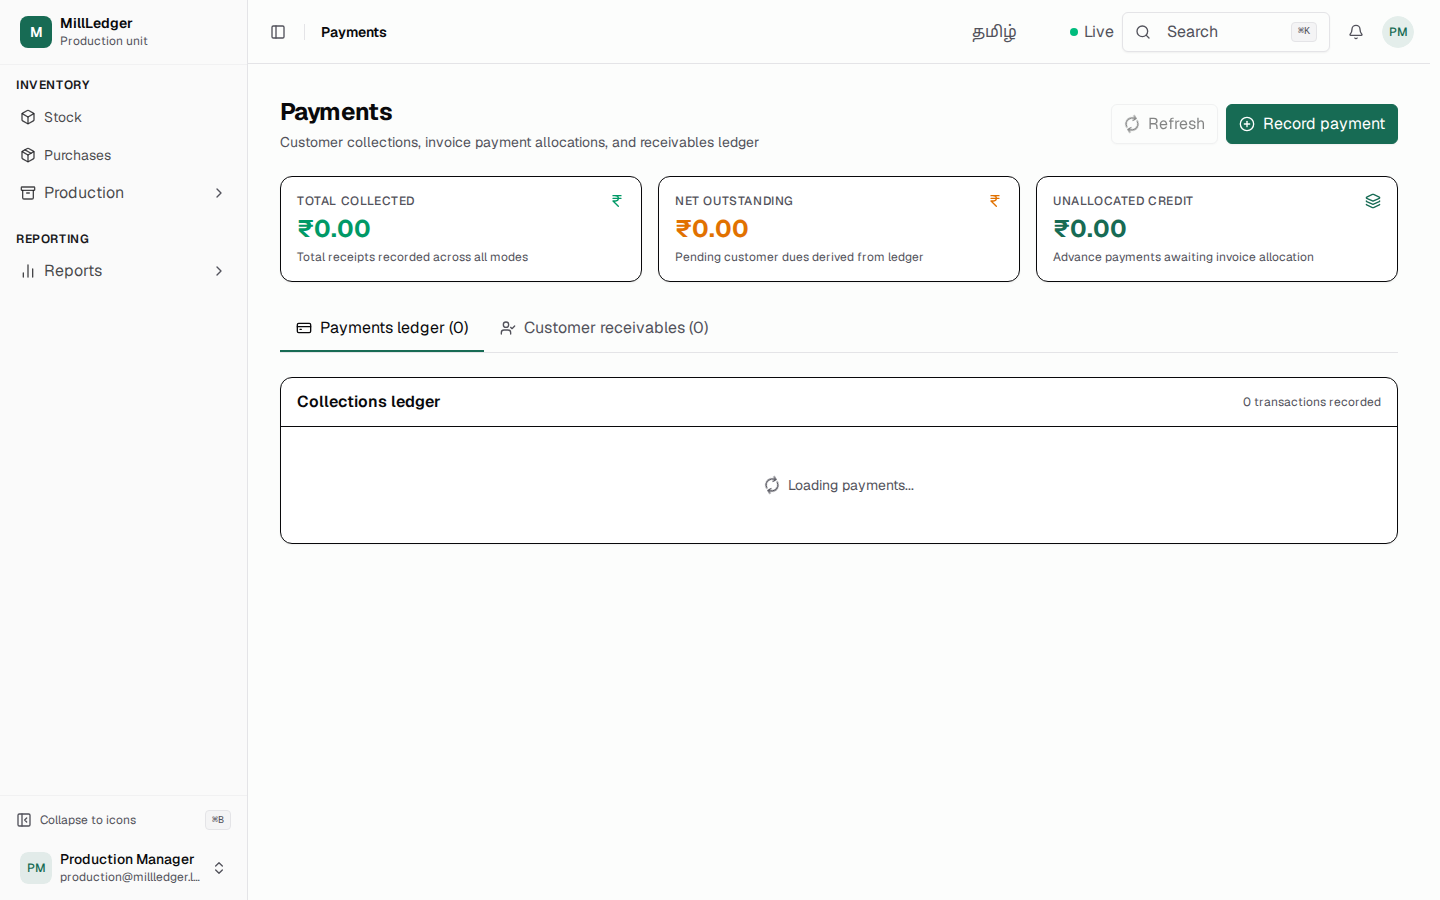 M
MillLedger
Production unit
INVENTORY
Stock
Purchases
Production
REPORTING
Reports
Collapse to icons
⌘B
PM
Production Manager
production@millledger.l...
Payments
தமிழ்
Live
Search
⌘K
PM
Payments
Customer collections, invoice payment allocations, and receivables ledger
Refresh
Record payment
TOTAL COLLECTED
₹
₹0.00
Total receipts recorded across all modes
NET OUTSTANDING
₹
₹0.00
Pending customer dues derived from ledger
UNALLOCATED CREDIT
₹0.00
Advance payments awaiting invoice allocation
Payments ledger (0)
Customer receivables (0)
Collections ledger
0 transactions recorded
Loading payments...